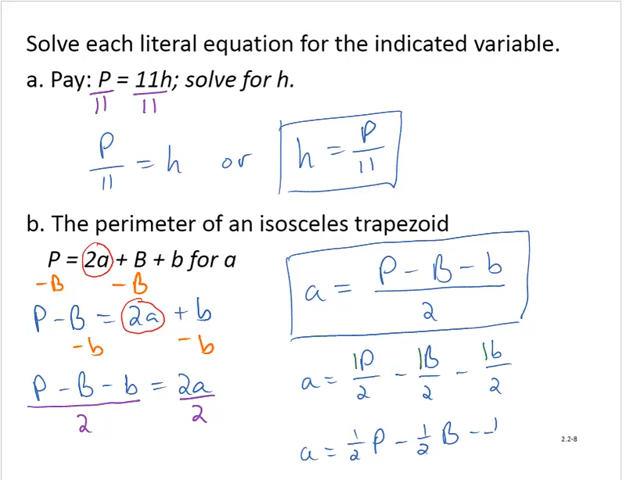 Solve each literal equation for the indicated variable.
a. Pay: P = 11h; solve for h.
11 11
P/11 = h or h = P/11
b. The perimeter of an isosceles trapezoid
P = 2a + B + b for a
-B -B
P - B = 2a + b
-b -b
P - B - b = 2a
2 2
a = (P - B - b)/2
a = 1P/2 - 1B/2 - 1b/2
a = 1/2 P - 1/2 B - 1
2.2-8